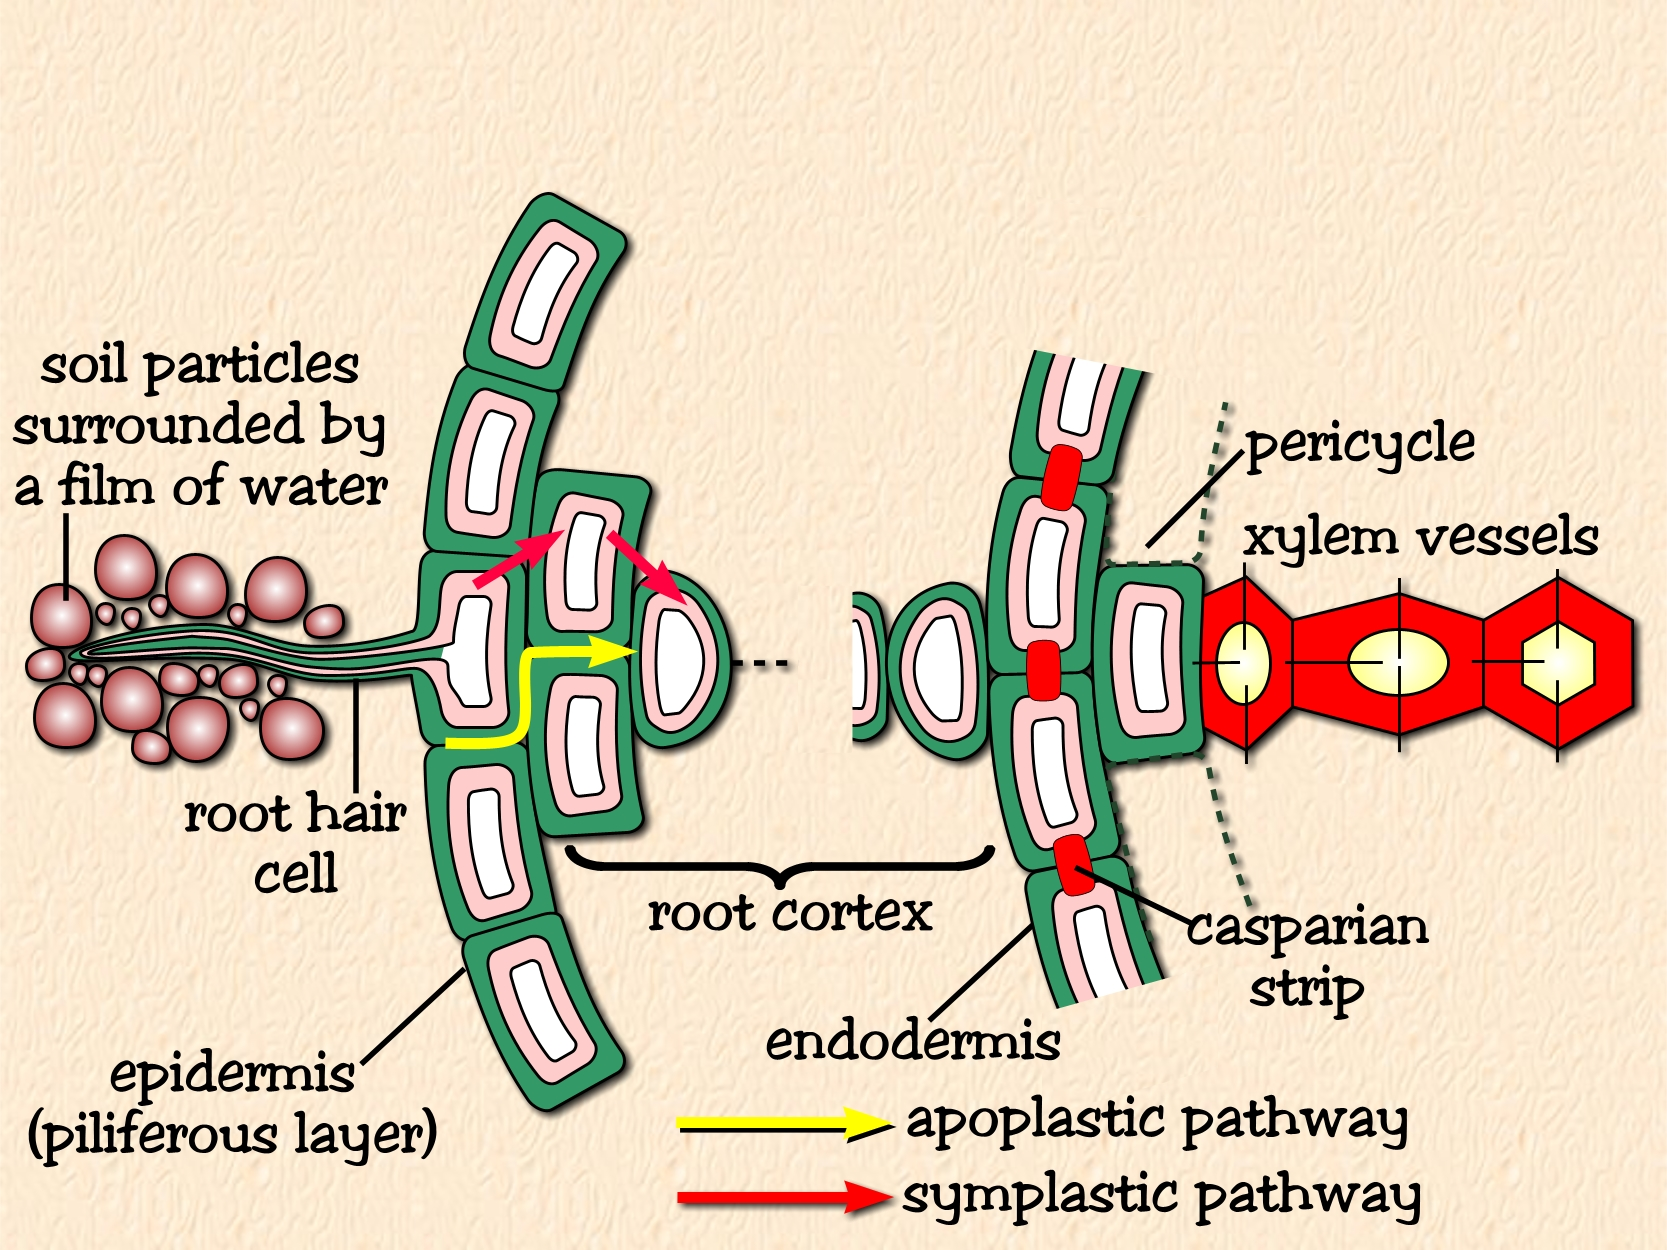 soil particles
surrounded by
a film of water
pericycle
xylem vessels
root hair
cell
root cortex
casparian
strip
endodermis
epidermis
(piliferous layer)
apoplastic pathway
symplastic pathway